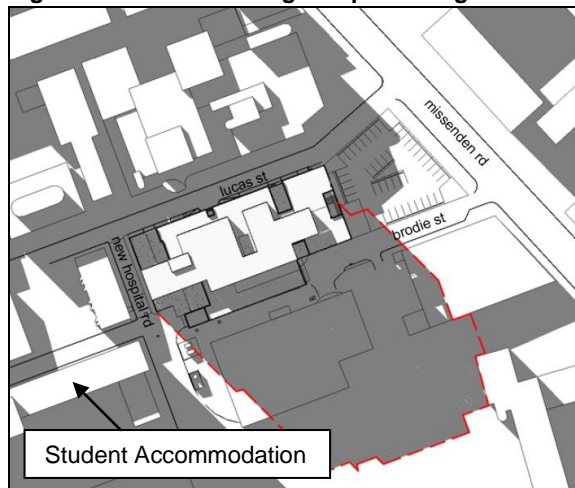 missenden rd
lucas st
brodie st
new hospital rd
Student Accommodation